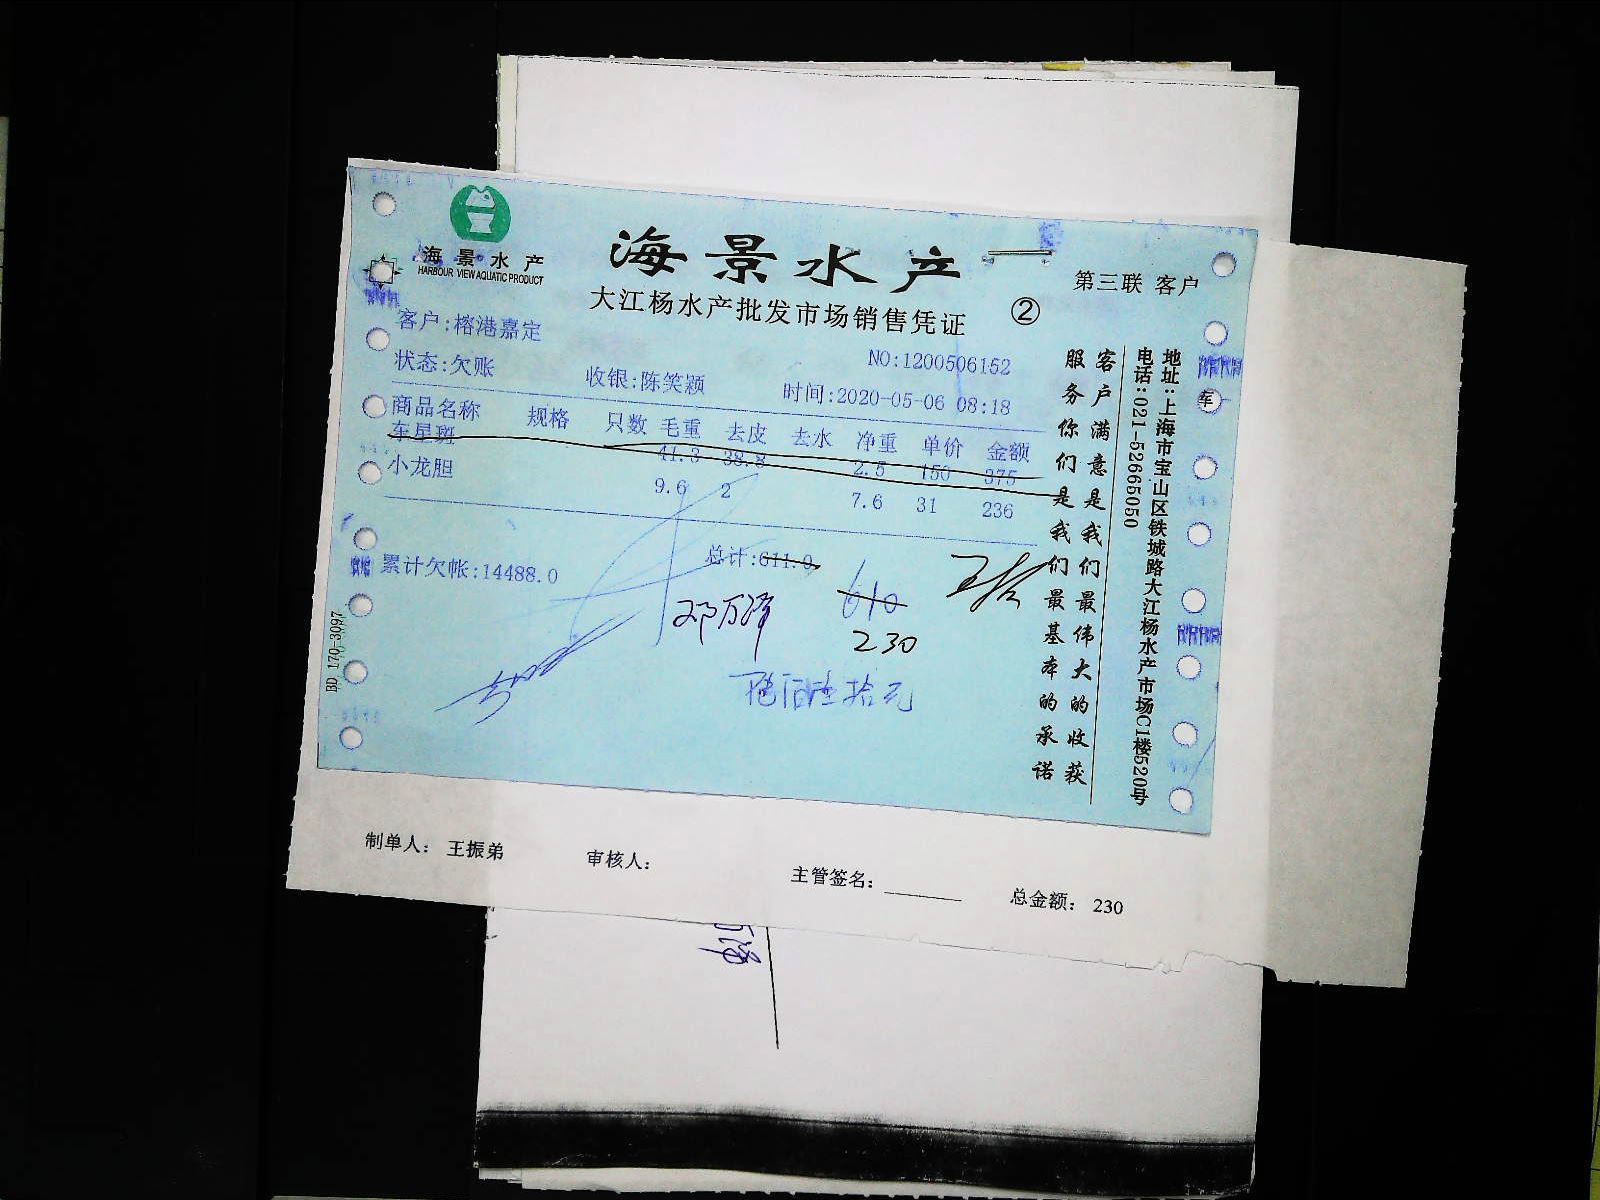 海景水产
HARBOUR VIEW AQUATIC PRODUCT
海景水产
大江杨水产批发市场销售凭证
②
第三联 客户
客户:榕港嘉定
NO:1200506152
状态:欠账 收银:陈笑颖 时间:2020-05-06 08:18
商品名称 规格 只数 毛重 去皮 去水 净重 单价 金额
车星斑 41.3 38.8 2.5 150 375
小龙胆 9.6 2 7.6 31 236
累计欠帐:14488.0 总计:611.0
邓万泽
610
230
拾元
客户满意是我们最伟大的收获
服务你们是我们最基本的承诺
地址:上海市宝山区铁城路大江杨水产市场C1楼520号
电话:021-52665050
车
BD 170-3097
制单人: 王振弟 审核人: 主管签名: 总金额: 230